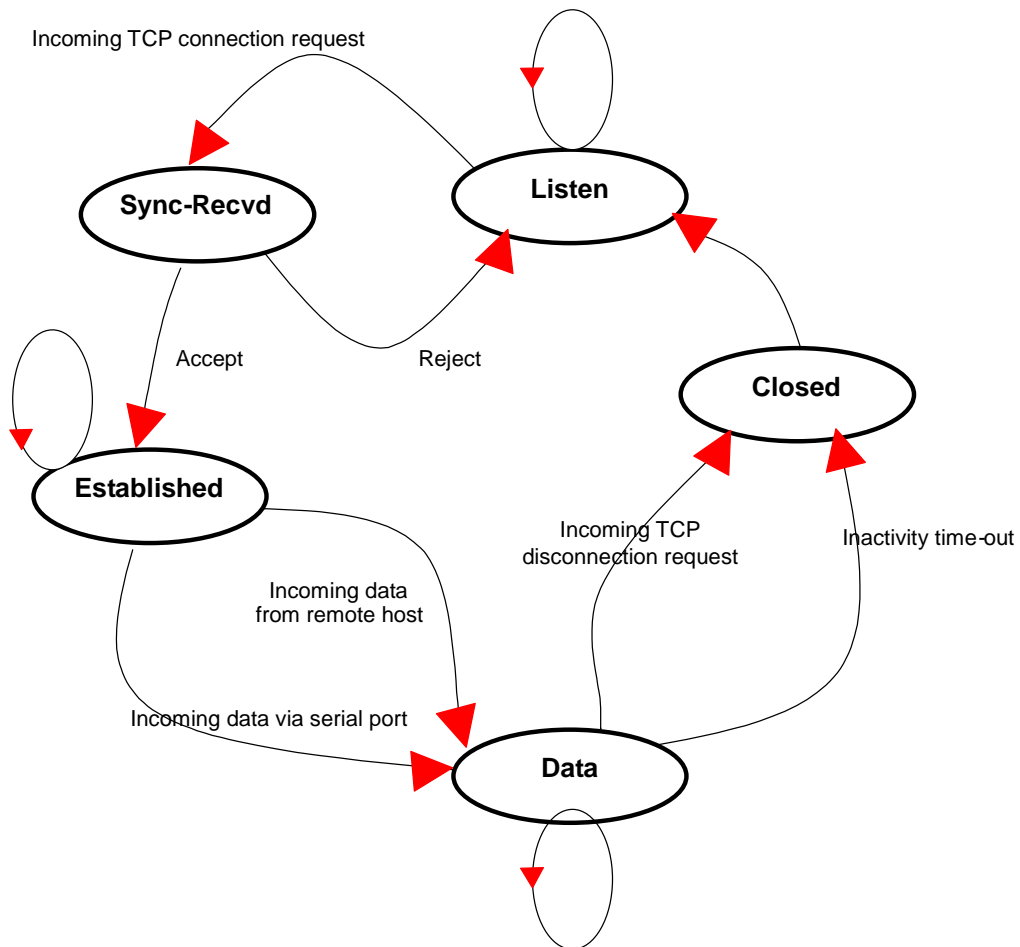 Incoming TCP connection request
Listen
Sync-Recvd
Accept
Reject
Closed
Established
Incoming TCP
disconnection request
Inactivity time-out
Incoming data
from remote host
Incoming data via serial port
Data